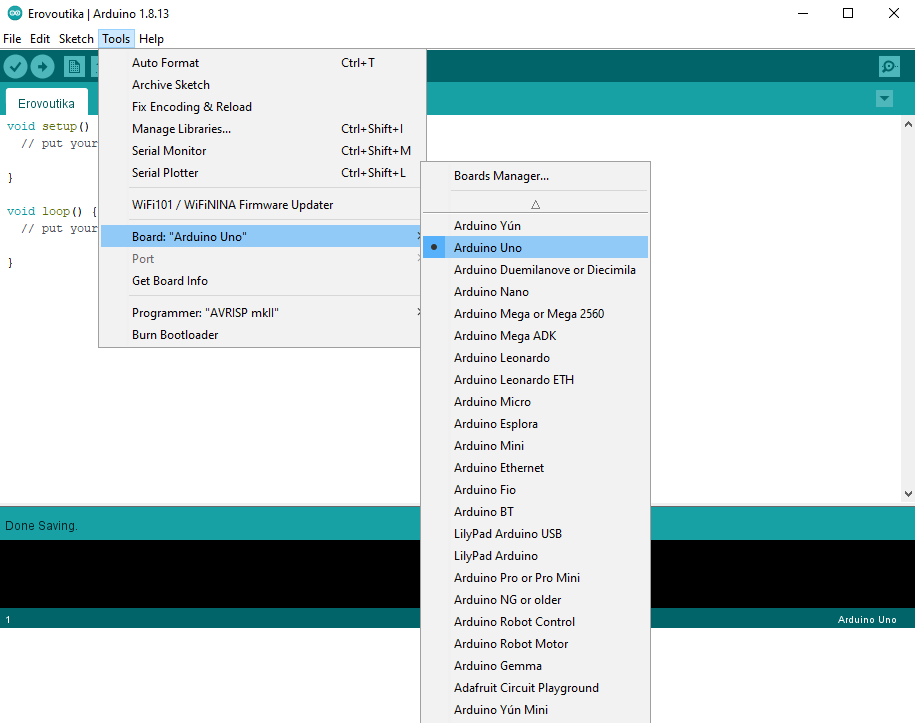 Erovoutika | Arduino 1.8.13
File Edit Sketch Tools Help
Auto Format Ctrl+T
Archive Sketch
Fix Encoding & Reload
Manage Libraries... Ctrl+Shift+I
Serial Monitor Ctrl+Shift+M
Serial Plotter Ctrl+Shift+L
WiFi101 / WiFiNINA Firmware Updater
Board: "Arduino Uno"
Port
Get Board Info
Programmer: "AVRISP mkII"
Burn Bootloader
Boards Manager...
Arduino Yún
Arduino Uno
Arduino Duemilanove or Diecimila
Arduino Nano
Arduino Mega or Mega 2560
Arduino Mega ADK
Arduino Leonardo
Arduino Leonardo ETH
Arduino Micro
Arduino Esplora
Arduino Mini
Arduino Ethernet
Arduino Fio
Arduino BT
LilyPad Arduino USB
LilyPad Arduino
Arduino Pro or Pro Mini
Arduino NG or older
Arduino Robot Control
Arduino Robot Motor
Arduino Gemma
Adafruit Circuit Playground
Arduino Yún Mini
Erovoutika
void setup()
// put your
}
void loop() {
// put your
}
Done Saving.
1
Arduino Uno